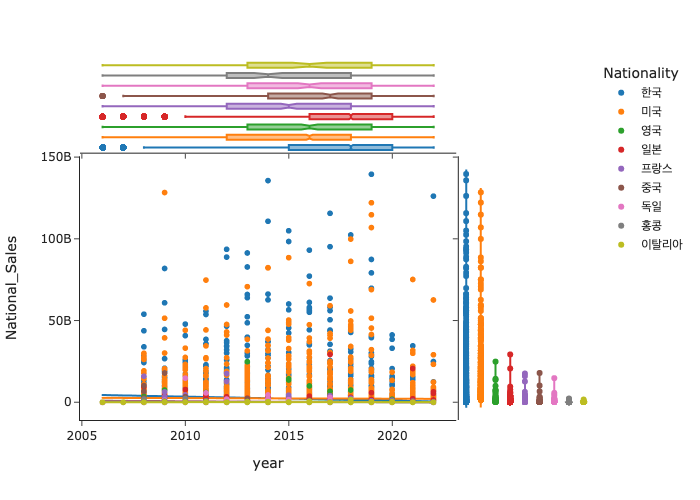 Nationality
한국
미국
영국
일본
프랑스
중국
독일
홍콩
이탈리아
150B
100B
50B
0
National_Sales
2005
2010
2015
2020
year